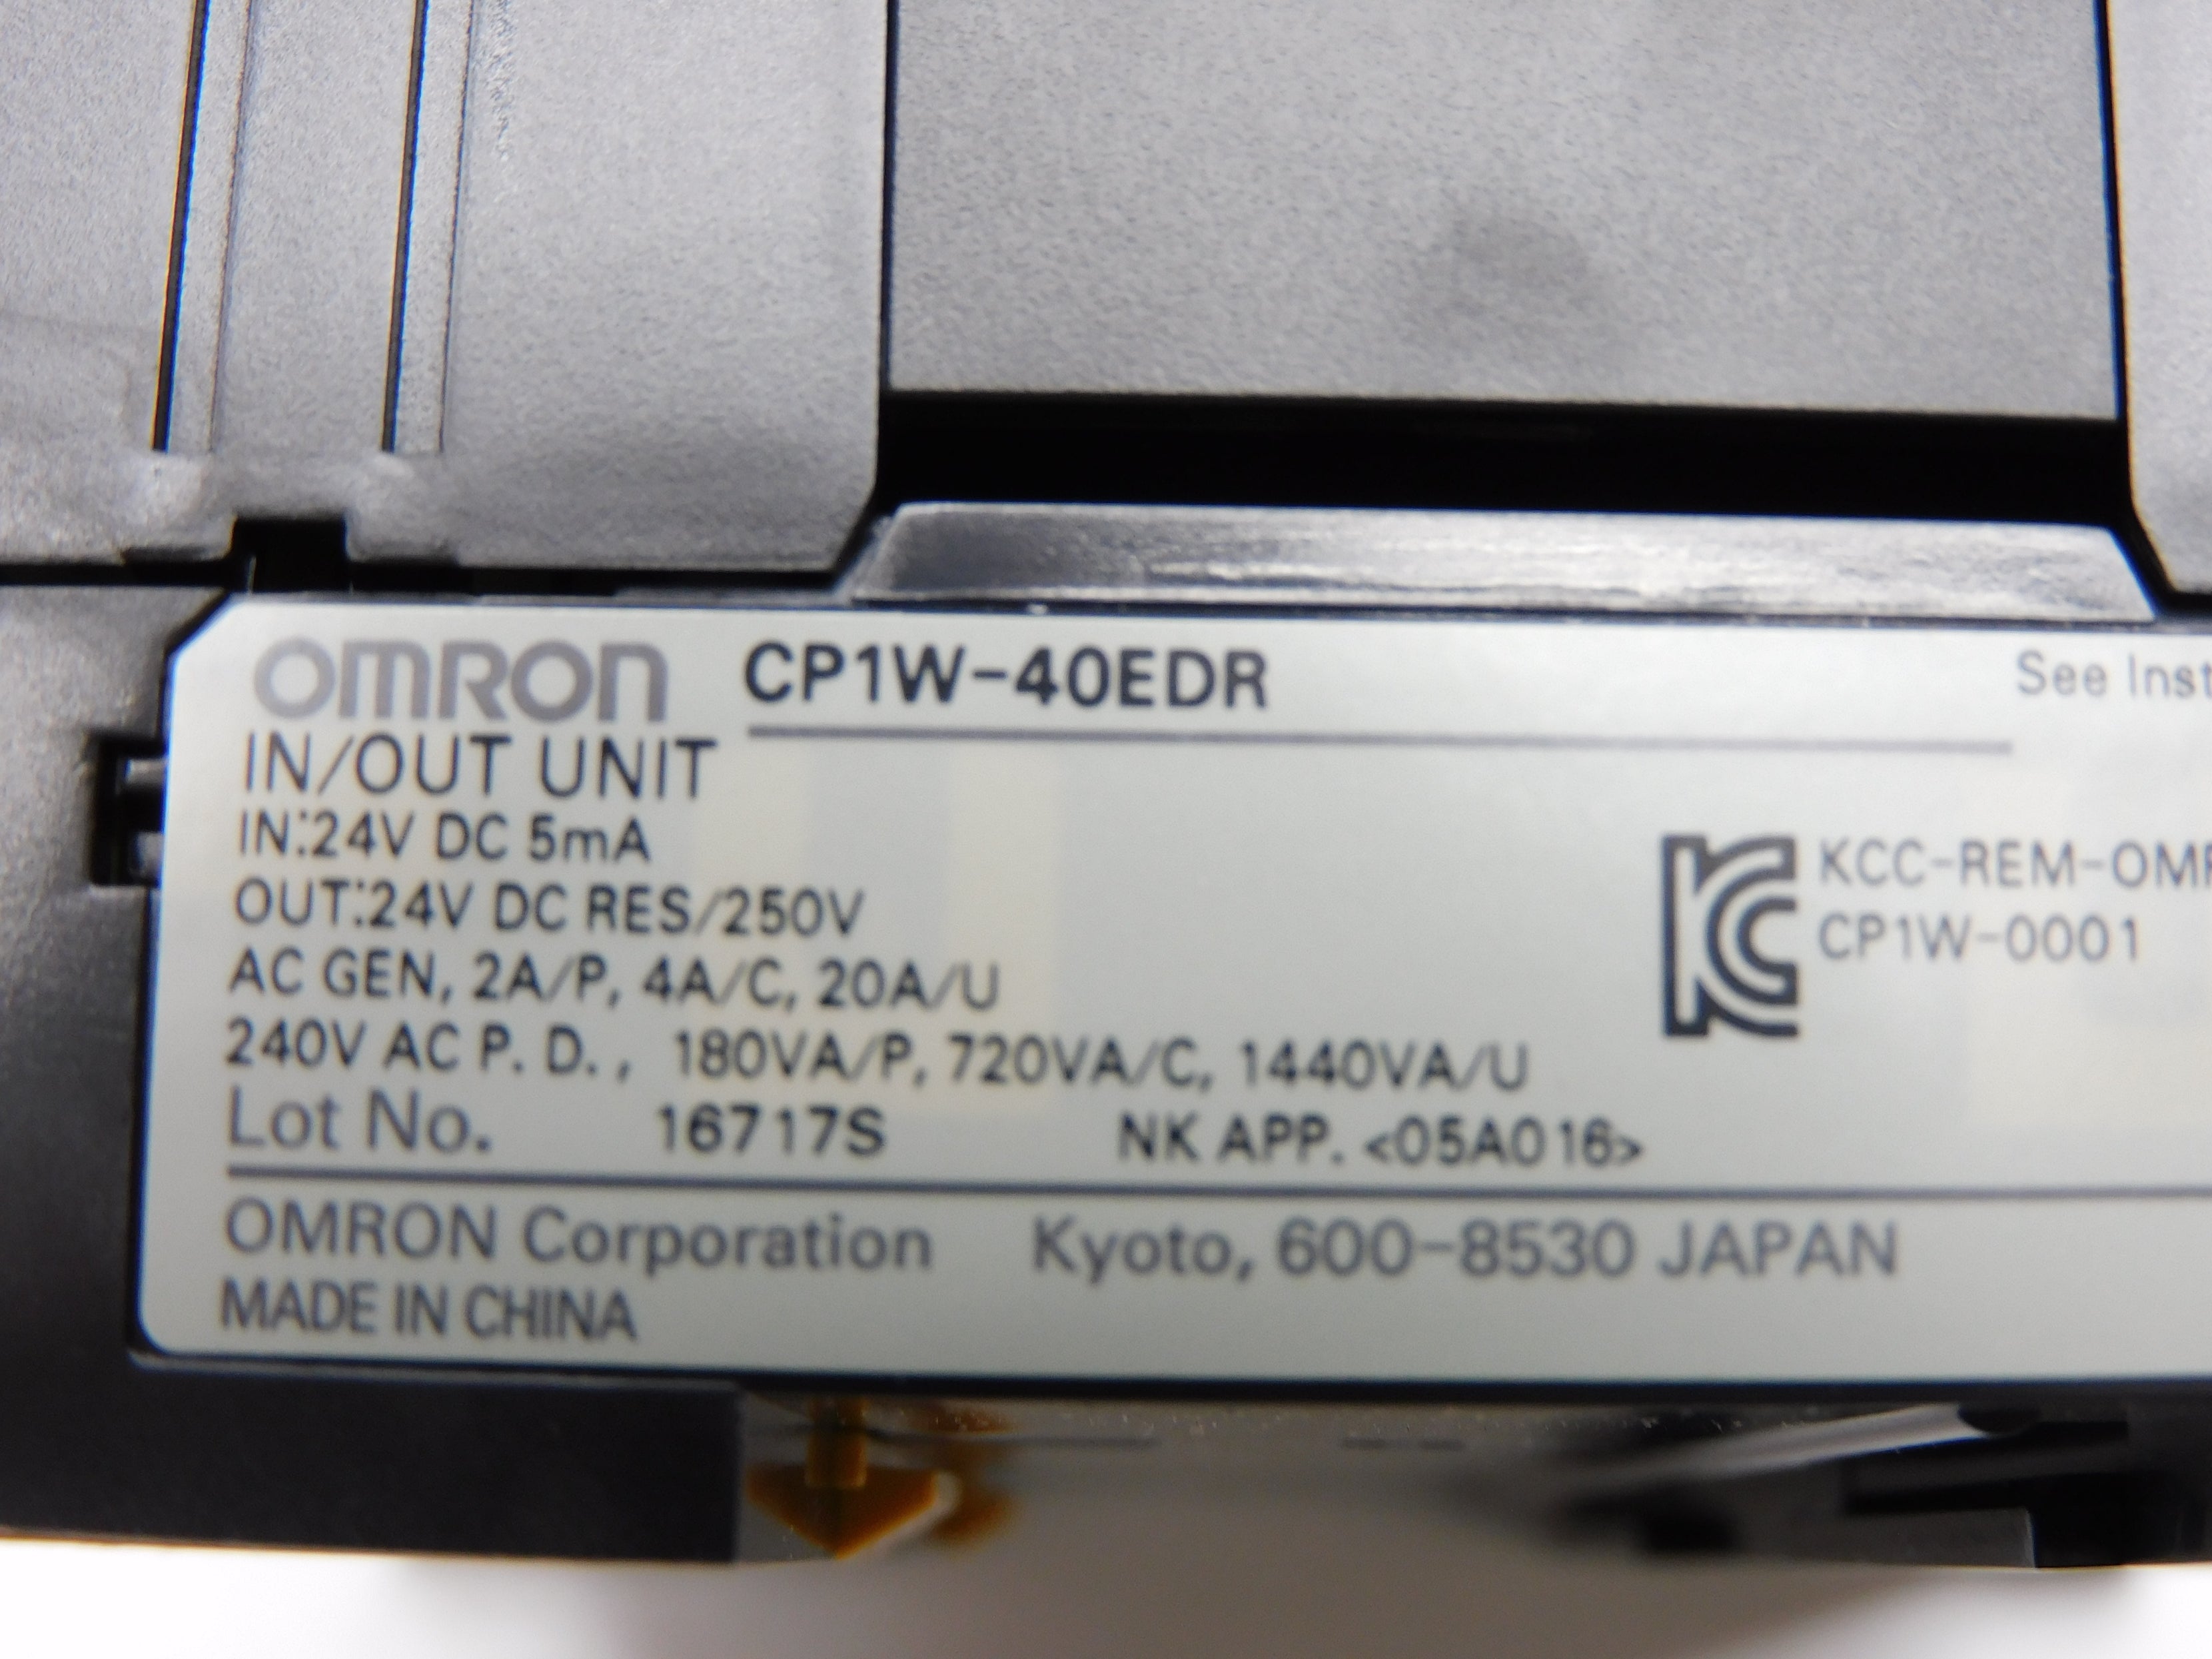 OMRON CP1W-40EDR See Inst
IN/OUT UNIT
IN:24V DC 5mA
OUT:24V DC RES/250V
AC GEN, 2A/P, 4A/C, 20A/U
240V AC P. D. , 180VA/P, 720VA/C, 1440VA/U
KCC-REM-OMR
CP1W-0001
Lot No. 16717S NK APP. <05A016>
OMRON Corporation Kyoto, 600-8530 JAPAN
MADE IN CHINA